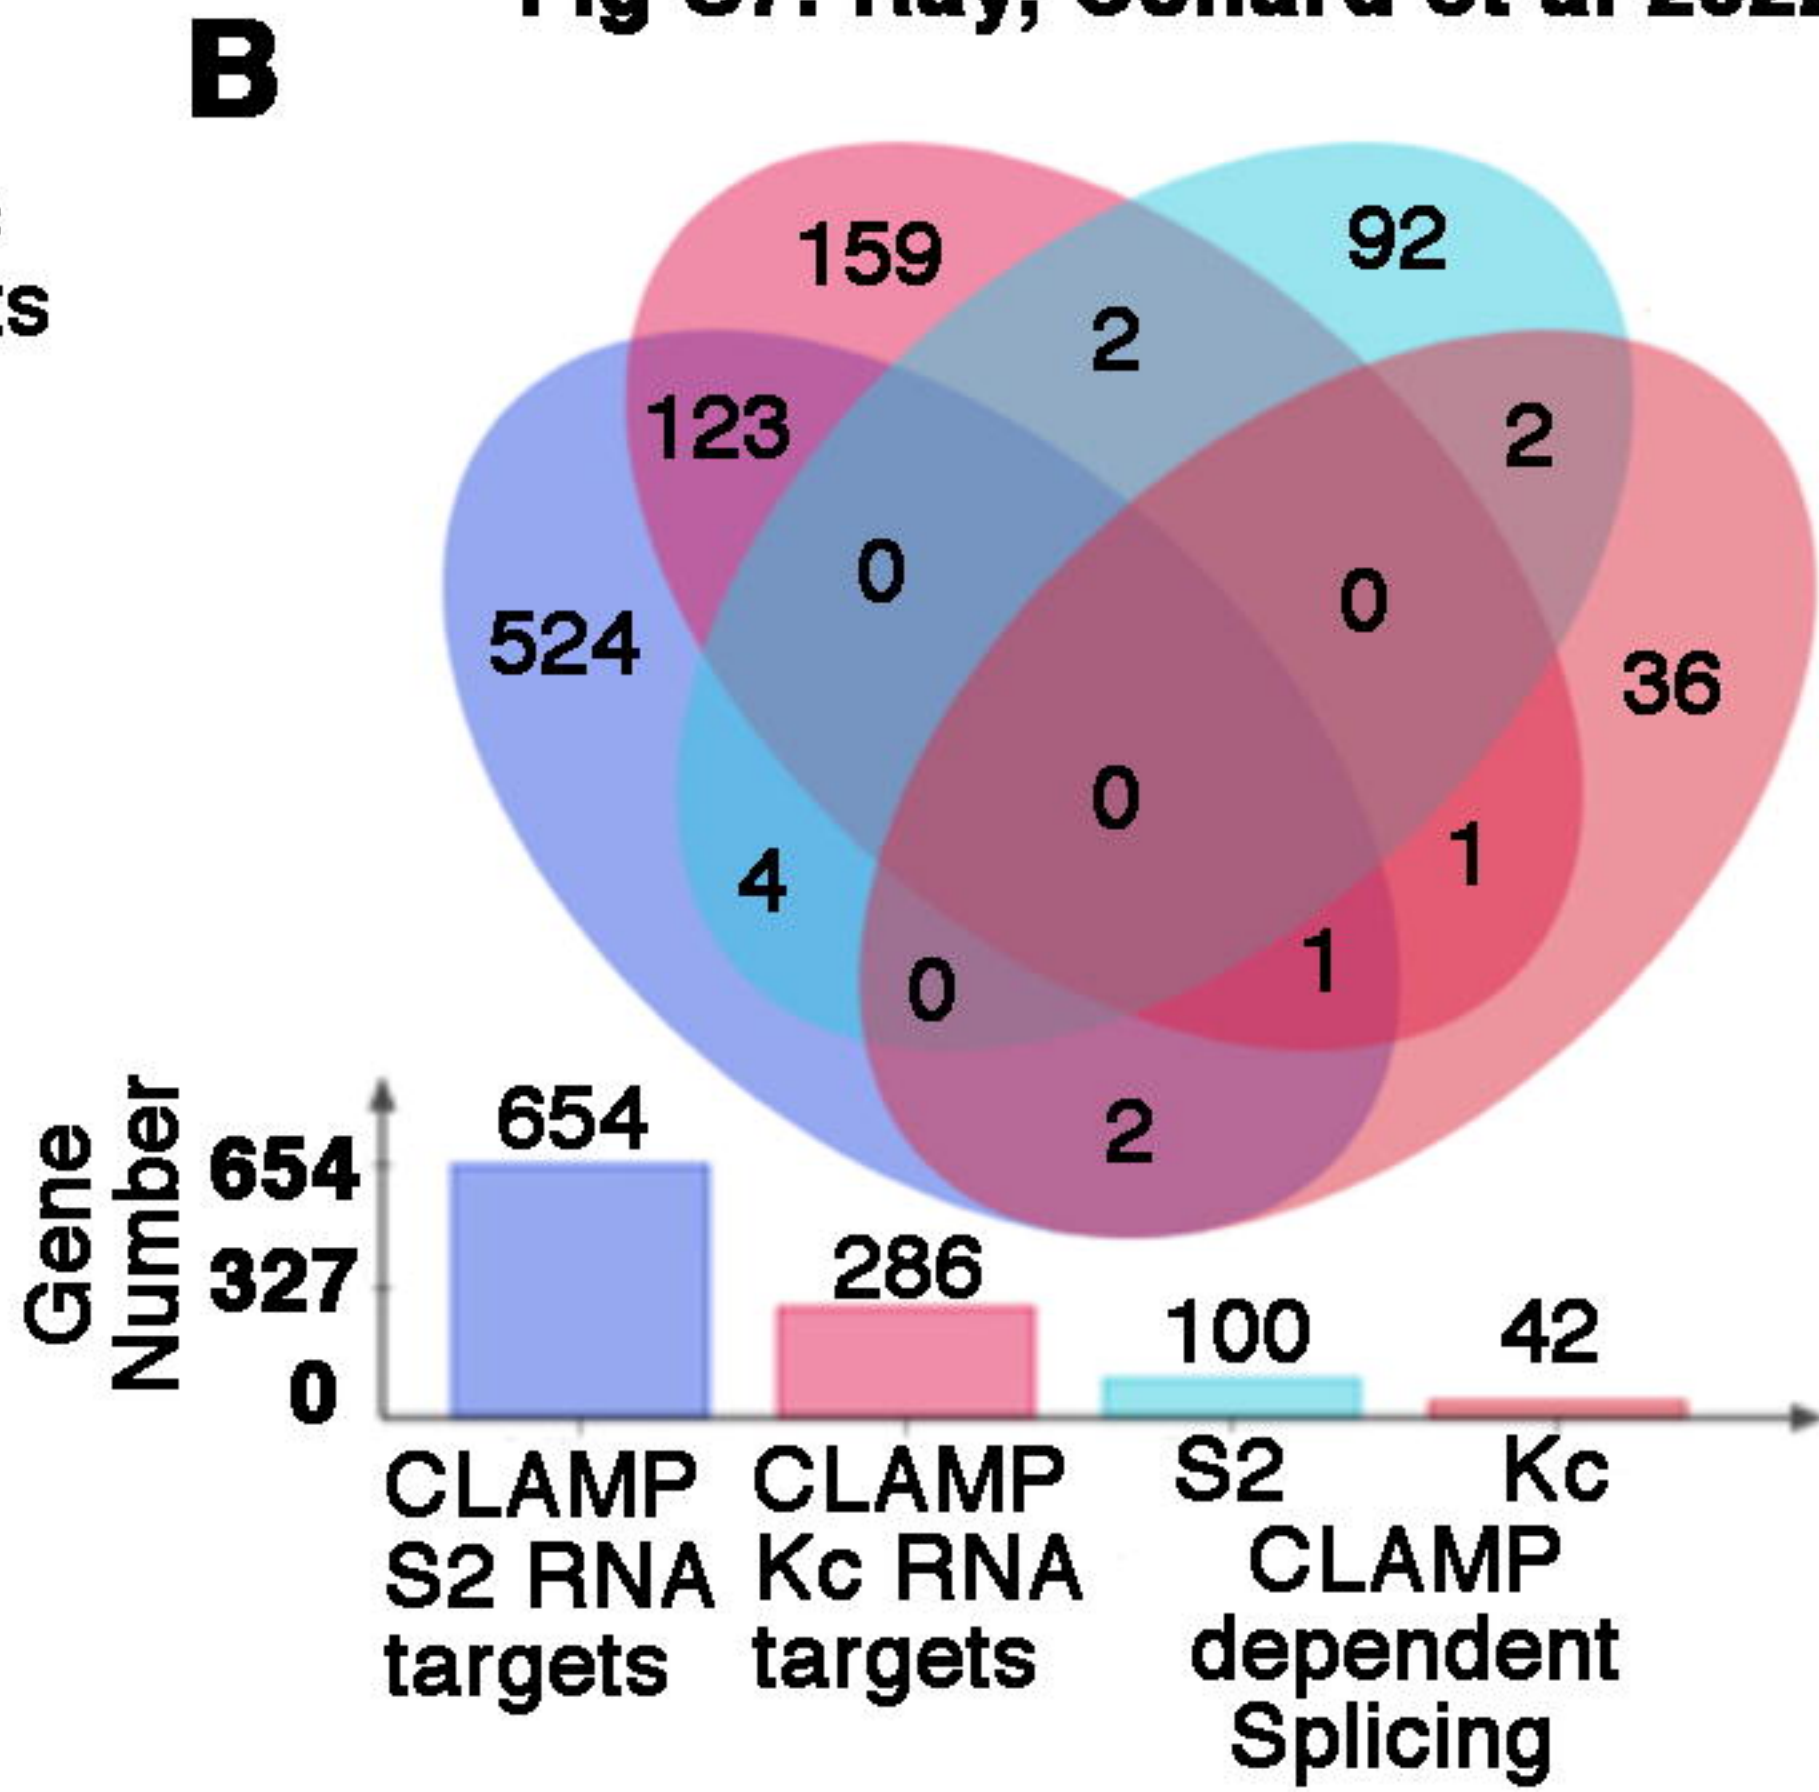 B
159
92
2
123
2
0
0
524
36
0
4
1
1
0
2
Gene
Number
654
327
0
654
286
100
42
CLAMP
S2 RNA
targets
CLAMP
Kc RNA
targets
S2
Kc
CLAMP
dependent
Splicing